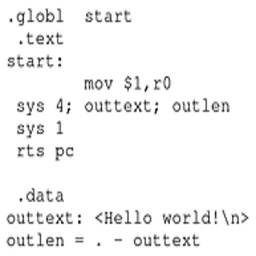 .globl  start
 .text
start:
        mov $1,r0
 sys 4; outtext; outlen
 sys 1
 rts pc

 .data
outtext: <Hello world!\n>
outlen = . - outtext